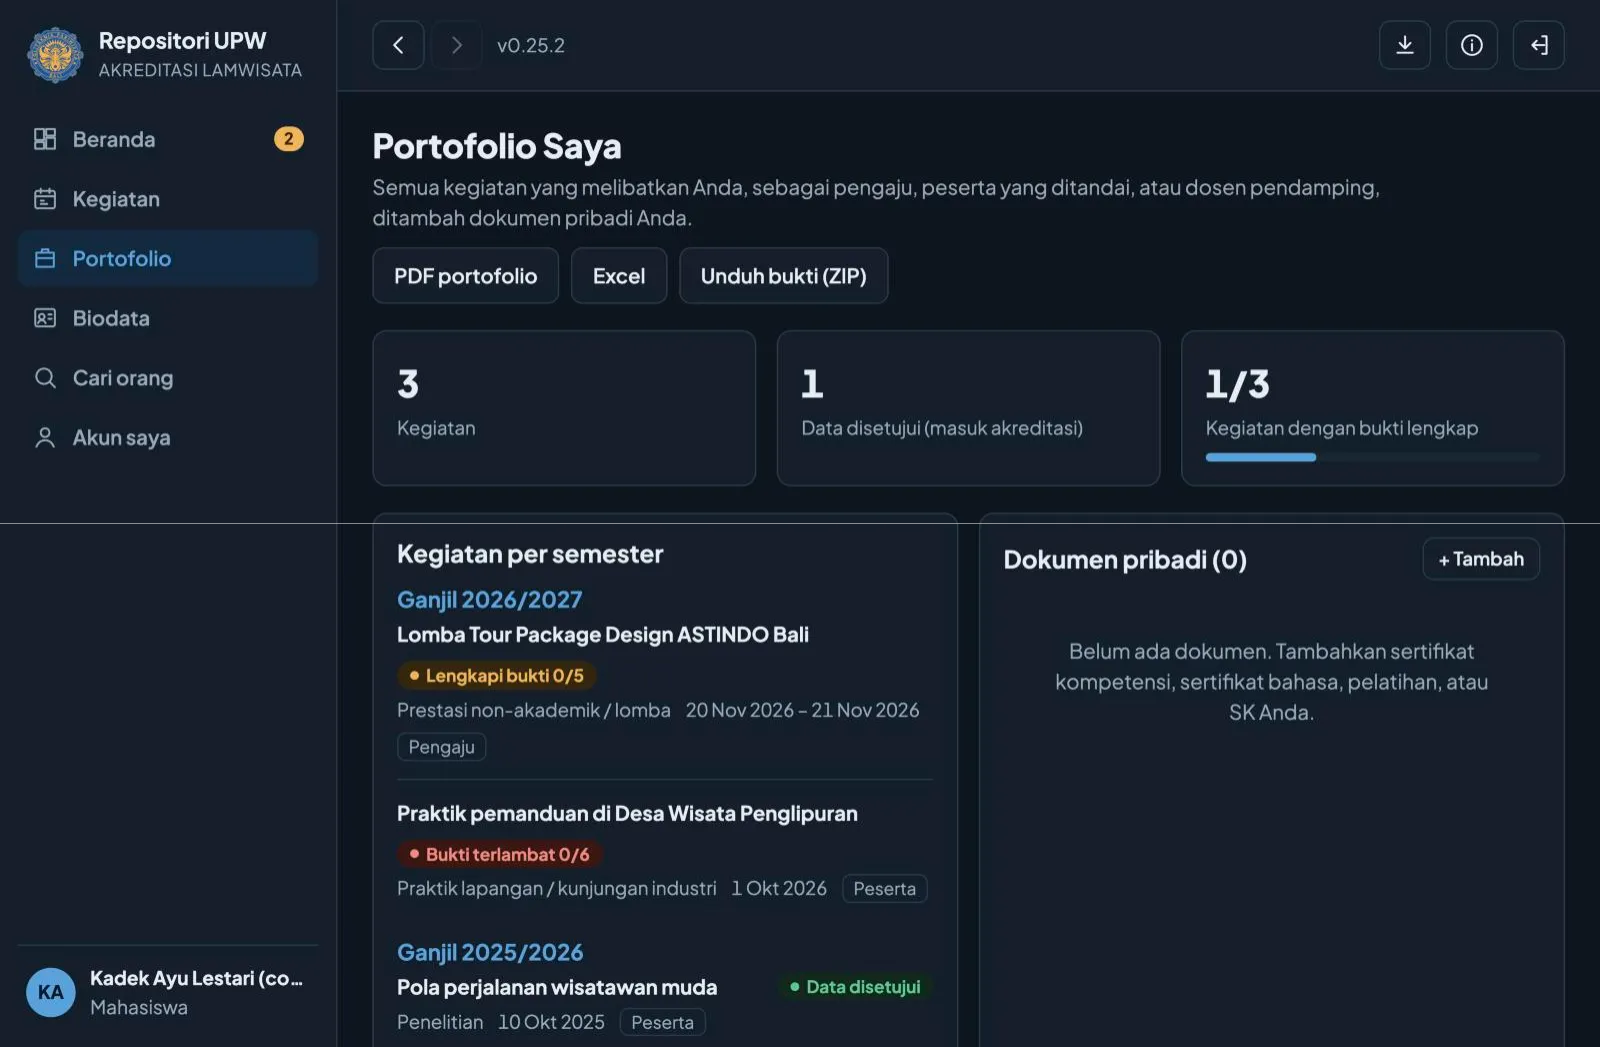 Repositori UPW
AKREDITASI LAMWISATA
Beranda
2
Kegiatan
Portofolio
Biodata
Cari orang
Akun saya
KA
Kadek Ayu Lestari (co...
Mahasiswa
v0.25.2
Portofolio Saya
Semua kegiatan yang melibatkan Anda, sebagai pengaju, peserta yang ditandai, atau dosen pendamping,
ditambah dokumen pribadi Anda.
PDF portofolio
Excel
Unduh bukti (ZIP)
3
Kegiatan
1
Data disetujui (masuk akreditasi)
1/3
Kegiatan dengan bukti lengkap
Kegiatan per semester
Ganjil 2026/2027
Lomba Tour Package Design ASTINDO Bali
Lengkapi bukti 0/5
Prestasi non-akademik / lomba 20 Nov 2026 – 21 Nov 2026
Pengaju
Praktik pemanduan di Desa Wisata Penglipuran
Bukti terlambat 0/6
Praktik lapangan / kunjungan industri 1 Okt 2026 Peserta
Ganjil 2025/2026
Pola perjalanan wisatawan muda Data disetujui
Penelitian 10 Okt 2025 Peserta
Dokumen pribadi (0)
+ Tambah
Belum ada dokumen. Tambahkan sertifikat
kompetensi, sertifikat bahasa, pelatihan, atau
SK Anda.